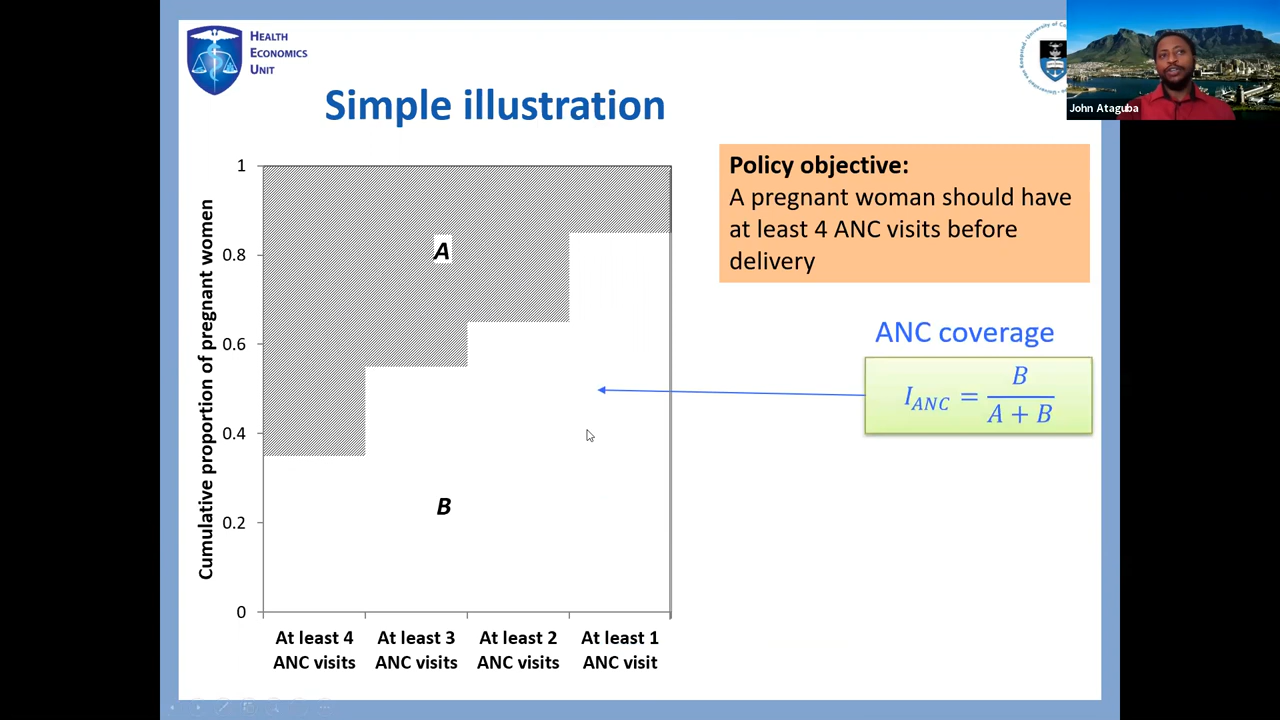 HEALTH
ECONOMICS
UNIT
John Ataguba
Simple illustration
Policy objective:
A pregnant woman should have
at least 4 ANC visits before
delivery
ANC coverage
I_ANC = B / (A + B)
Cumulative proportion of pregnant women
1
0.8
0.6
0.4
0.2
0
A
B
At least 4
ANC visits
At least 3
ANC visits
At least 2
ANC visits
At least 1
ANC visit